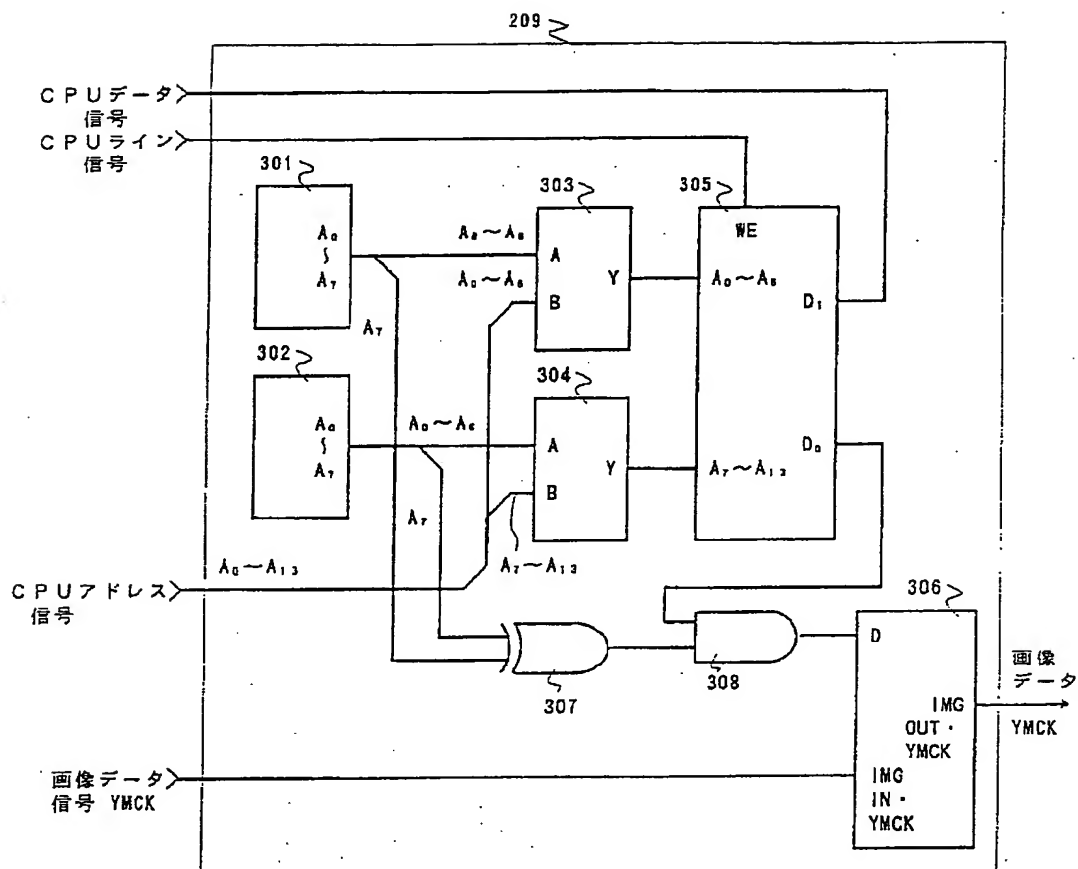 209
CPUデータ
信号
CPUライン
信号
301
A₀
〜
A₇
303
A₂〜A₆
A₀〜A₆
A
B
Y
305
WE
A₀〜A₆
D₁
A₇
302
A₀
〜
A₇
304
A₀〜A₆
A
B
Y
A₇〜A₁₃
D₀
A₇
A₇〜A₁₃
A₀〜A₁₃
CPUアドレス
信号
306
D
307
308
画像
データ
YMCK
IMG
OUT・
YMCK
画像データ
信号 YMCK
IMG
IN・
YMCK